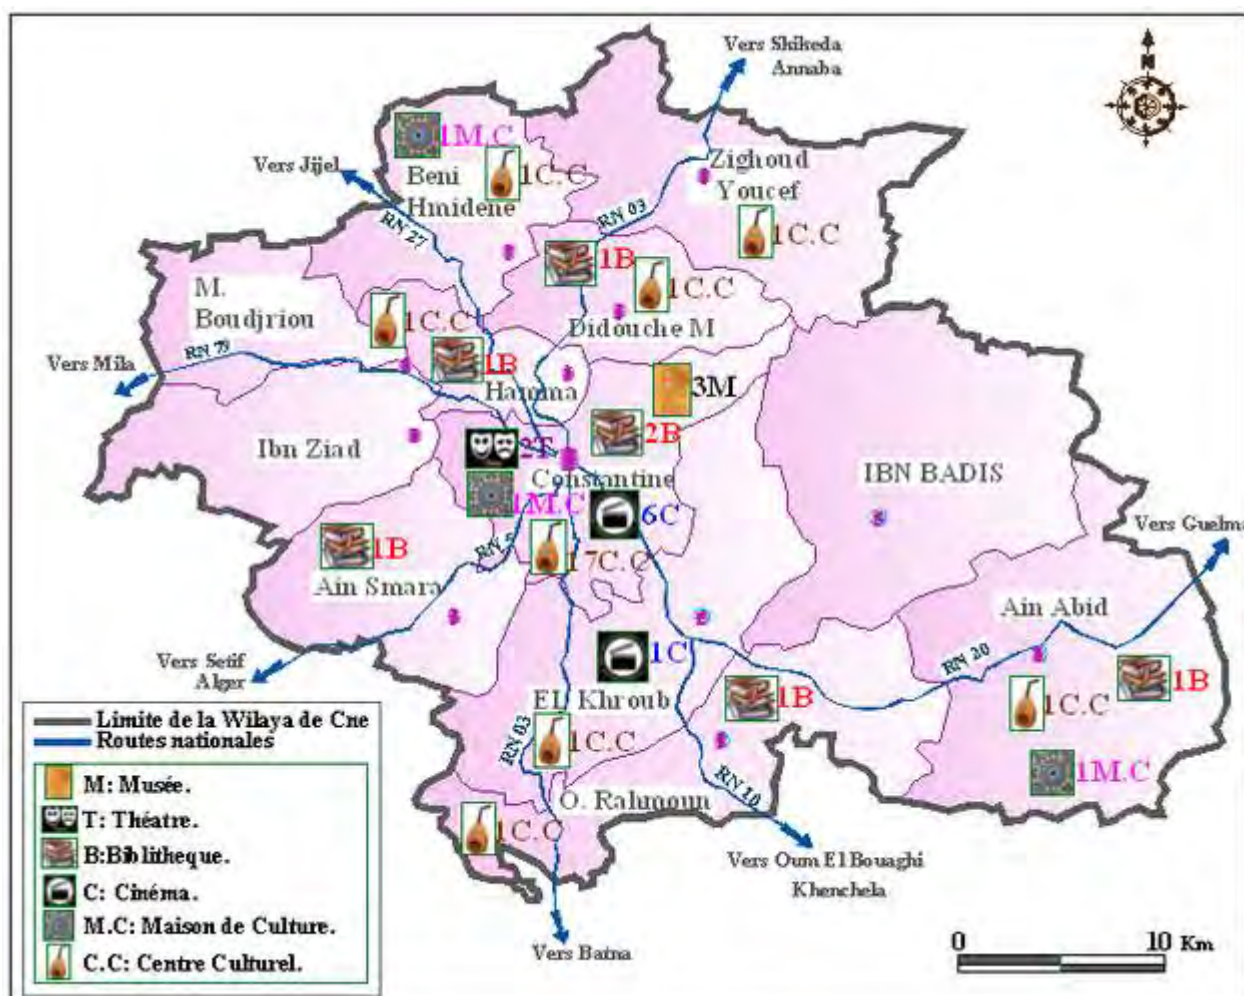 Vers Skikeda
Annaba
N
1M.C
Zighoud
Youcef
Vers Jijel
Beni
Hmidene
1C.C
RN 03
1C.C
RN 27
1B
1C.C
M.
Boudjriou
1C.C
Didouche M
RN 79
Vers Mila
1B
Hamma
3M
2B
Ibn Ziad
2T
Constantine
IBN BADIS
1M.C
6C
Vers Guelma
1B
RN 5
17C.C
Ain Smara
Ain Abid
Vers Setif
Alger
1C
RN 20
1B
EL Khroub
1B
1C.C
RN 03
1C.C
1M.C
O. Rahmoun
RN 10
1C.C
Vers Oum El Bouaghi
Khenchela
Vers Batna
Limite de la Wilaya de Cne
Routes nationales
M: Musée.
T: Théatre.
B:Biblitheque.
C: Cinéma.
M.C: Maison de Culture.
C.C: Centre Culturel.
0 10 Km